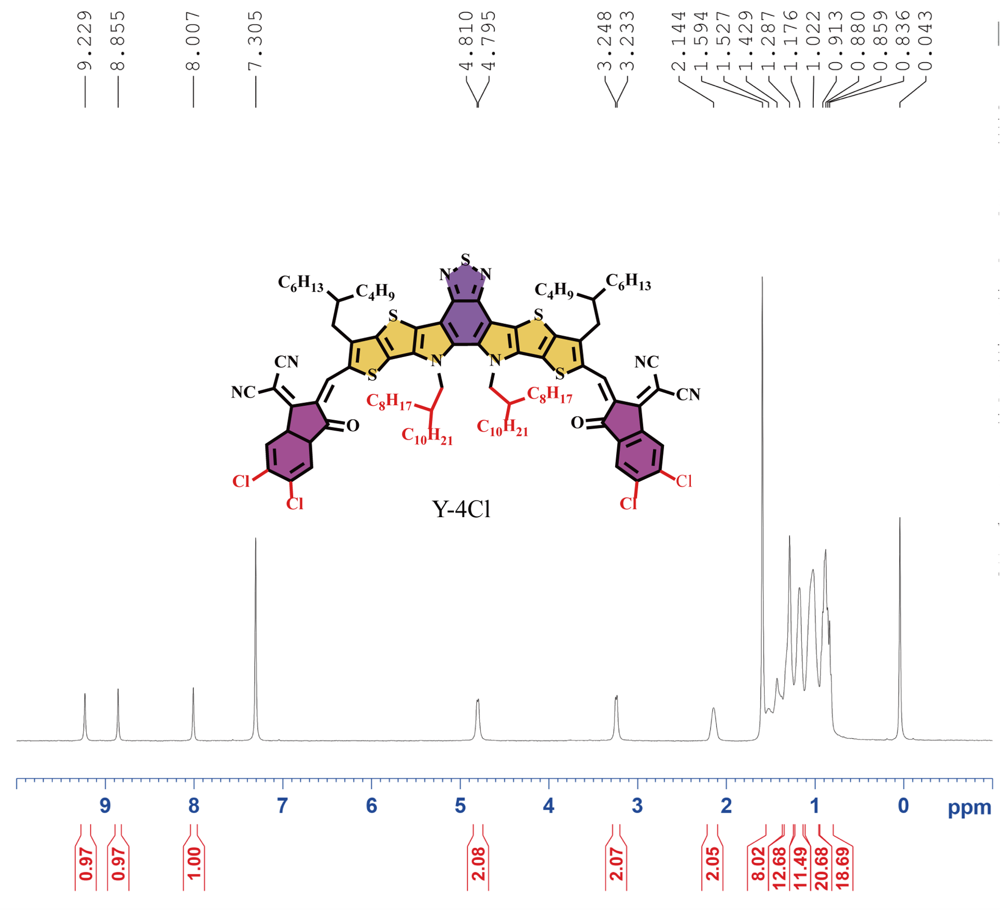 9.229
8.855
8.007
7.305
4.810
4.795
3.248
3.233
2.144
1.594
1.527
1.429
1.287
1.176
1.022
0.913
0.880
0.859
0.836
0.043
S
N N
C6H13 C4H9 C4H9 C6H13
S S
CN N N NC
S S
NC C8H17 C8H17 CN
O C10H21 C10H21 O
Cl Cl
Cl Cl
Y-4Cl
9 8 7 6 5 4 3 2 1 0 ppm
0.97
0.97
1.00
2.08
2.07
2.05
8.02
12.68
11.49
20.68
18.69